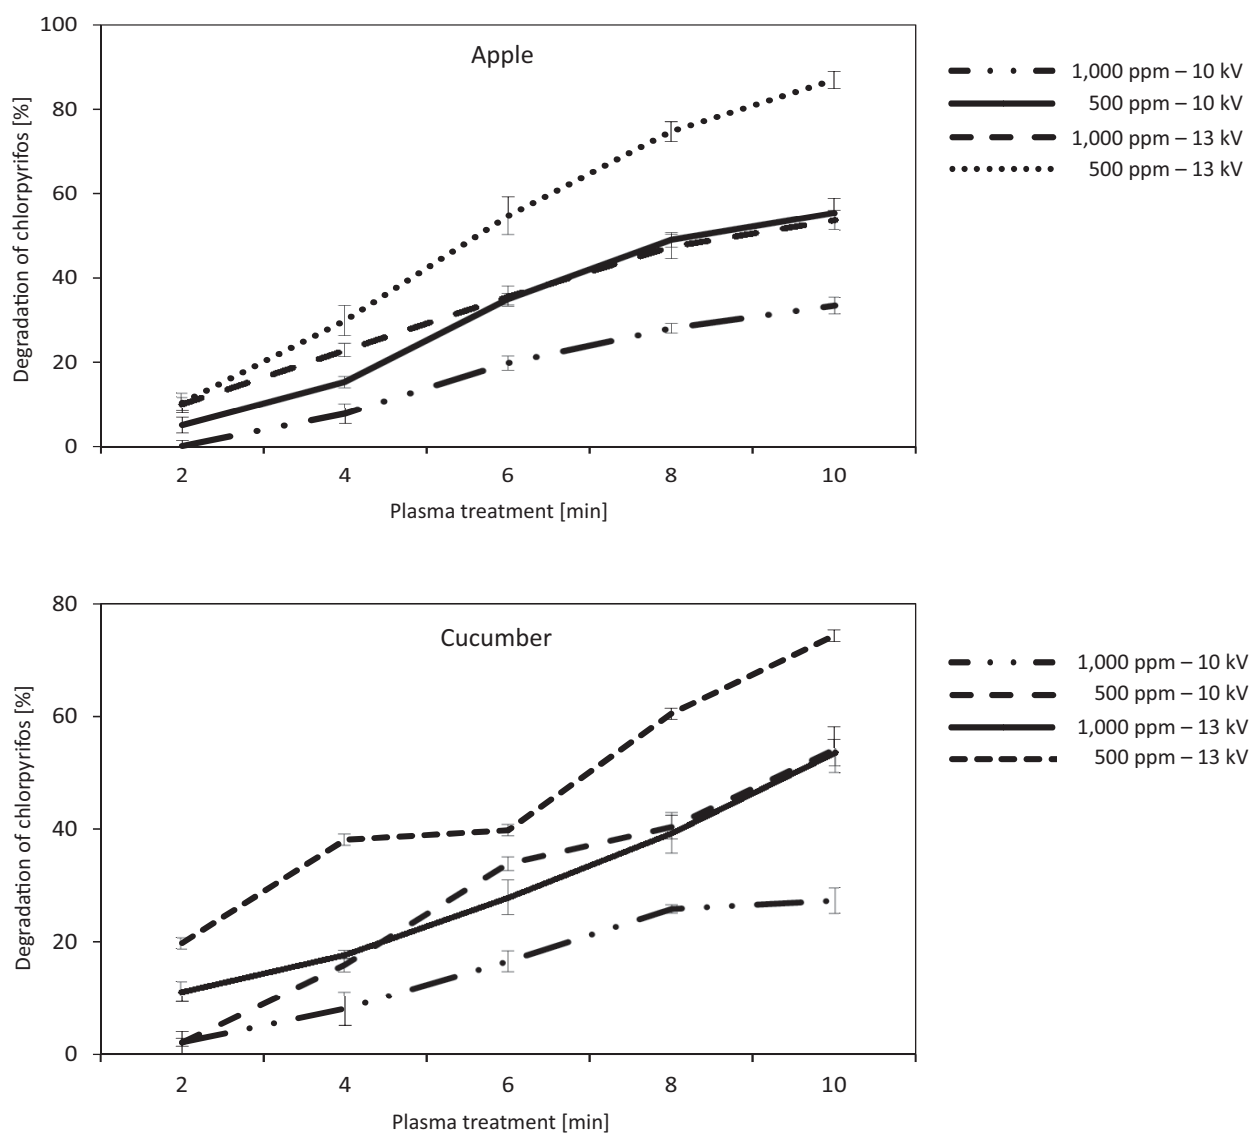 Apple
Degradation of chlorpyrifos [%]
100
80
60
40
20
0
2 4 6 8 10
Plasma treatment [min]
1,000 ppm – 10 kV
500 ppm – 10 kV
1,000 ppm – 13 kV
500 ppm – 13 kV
Cucumber
Degradation of chlorpyrifos [%]
80
60
40
20
0
2 4 6 8 10
Plasma treatment [min]
1,000 ppm – 10 kV
500 ppm – 10 kV
1,000 ppm – 13 kV
500 ppm – 13 kV